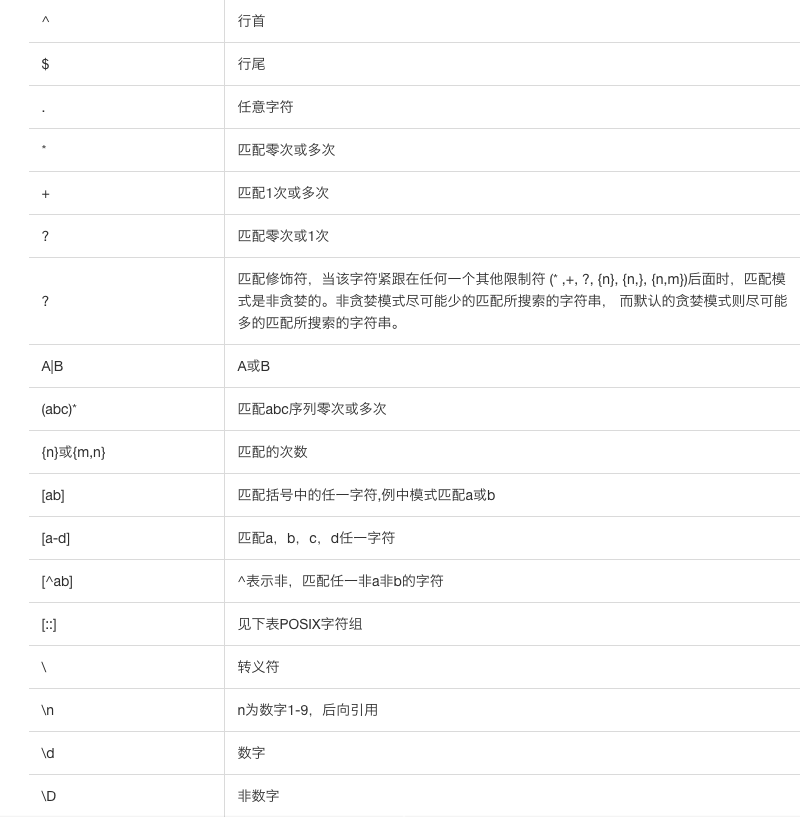 ^ 行首
$ 行尾
. 任意字符
* 匹配零次或多次
+ 匹配1次或多次
? 匹配零次或1次
? 匹配修饰符，当该字符紧跟在任何一个其他限制符 (* ,+, ?, {n}, {n,}, {n,m})后面时，匹配模
式是非贪婪的。非贪婪模式尽可能少的匹配所搜索的字符串， 而默认的贪婪模式则尽可能
多的匹配所搜索的字符串。
A|B A或B
(abc)* 匹配abc序列零次或多次
{n}或{m,n} 匹配的次数
[ab] 匹配括号中的任一字符,例中模式匹配a或b
[a-d] 匹配a，b，c，d任一字符
[^ab] ^表示非，匹配任一非a非b的字符
[::] 见下表POSIX字符组
\ 转义符
\n n为数字1-9，后向引用
\d 数字
\D 非数字